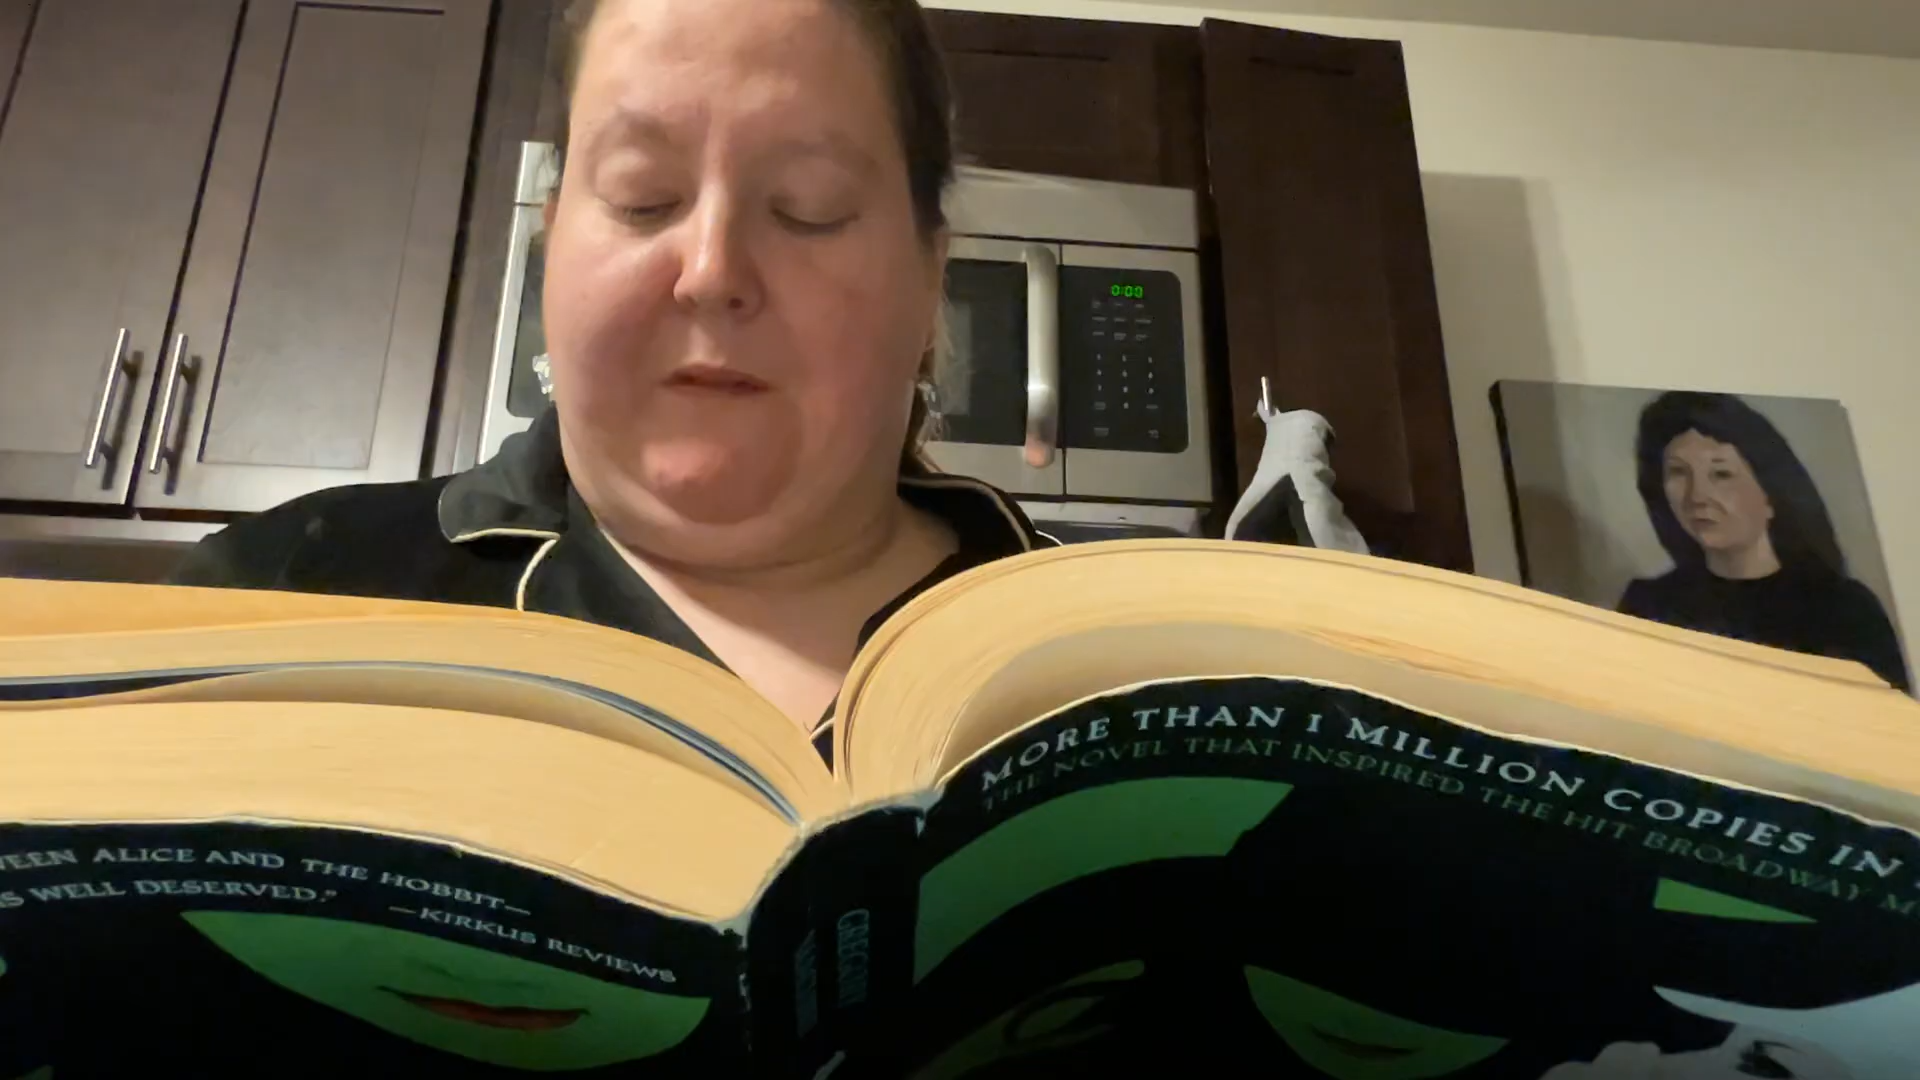 0:00
MORE THAN 1 MILLION COPIES IN
THE NOVEL THAT INSPIRED THE HIT BROADWAY M
EEN ALICE AND THE HOBBIT—
S WELL DESERVED."
—KIRKUS REVIEWS
GREGORY